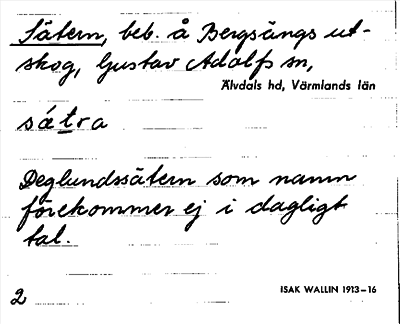 Sätern, beb. å Bergsängs ut-
skog, Gustav Adolfs sn,
Älvdals hd, Värmlands län
sátra
Deglundssätern som namn
förekommer ej i dagligt
tal.
2
ISAK WALLIN 1913–16